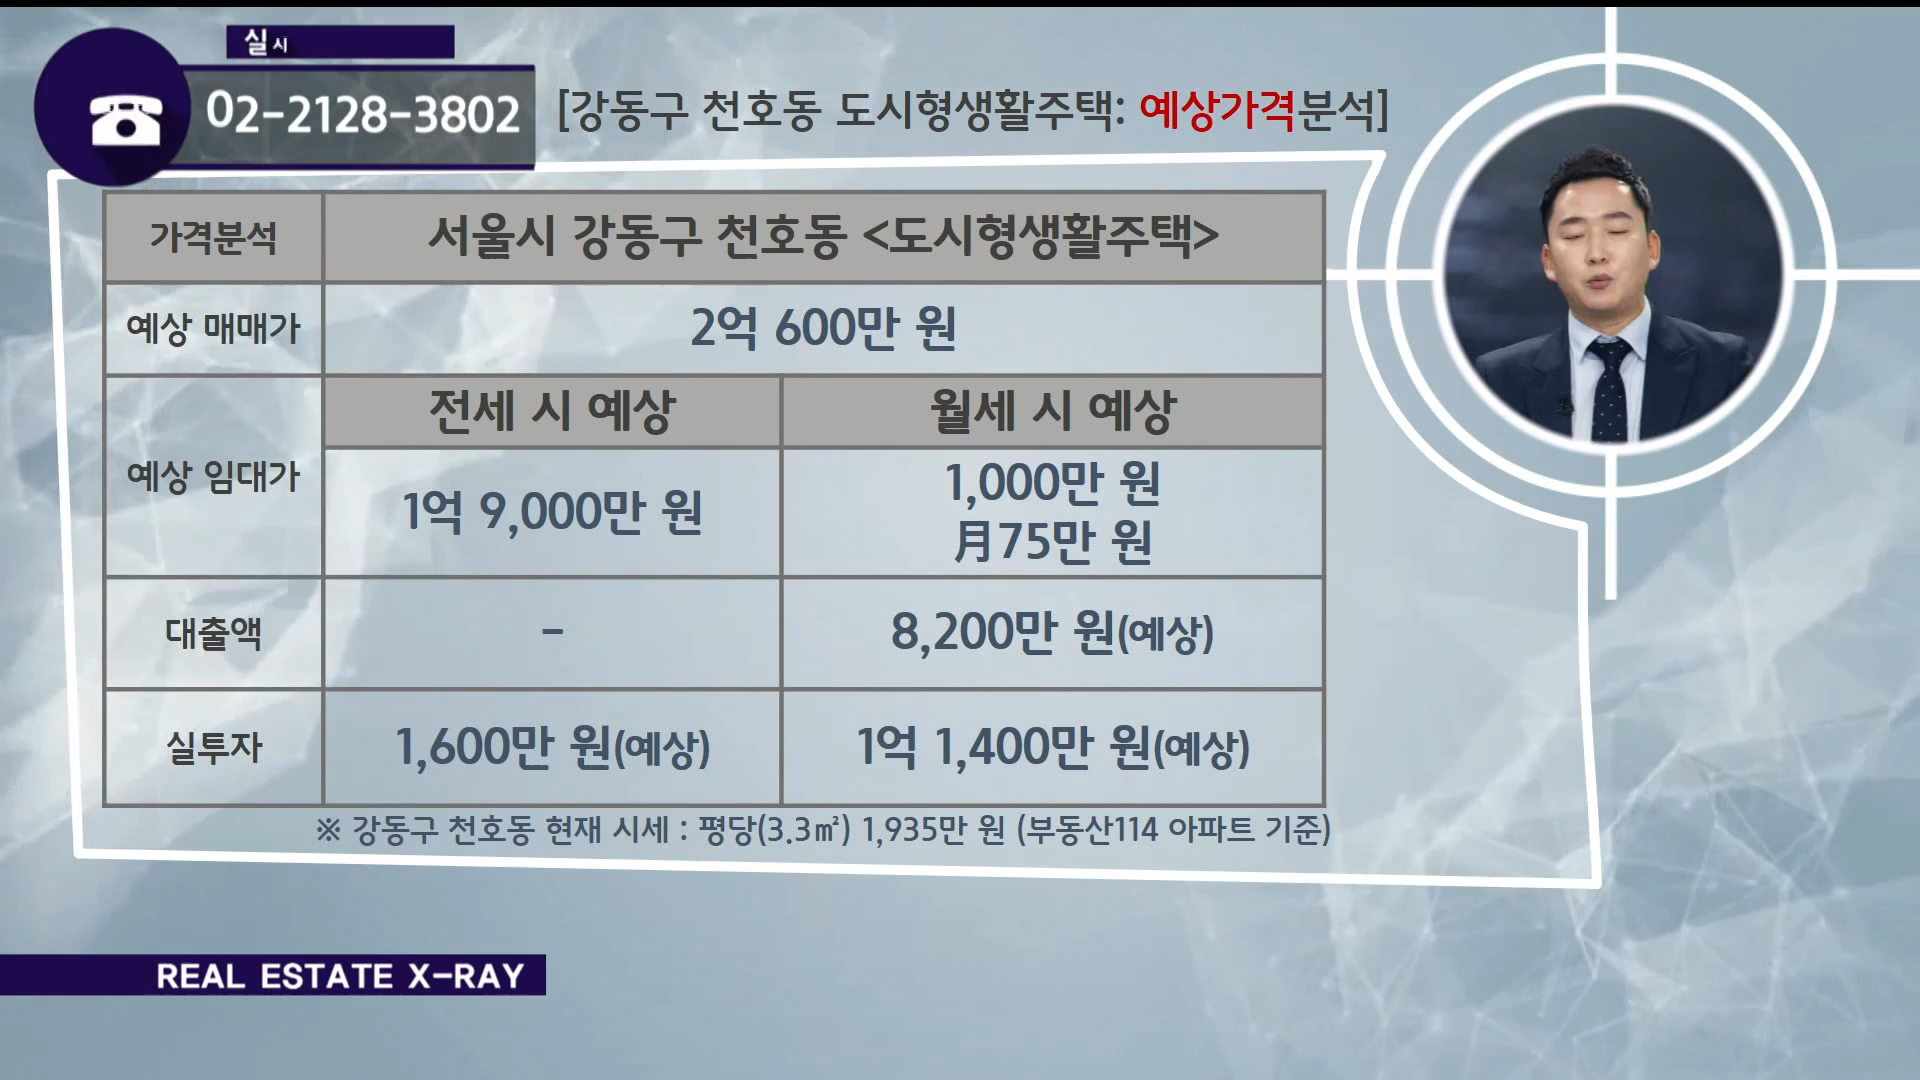 실시
02-2128-3802
[강동구 천호동 도시형생활주택: 예상가격분석]
가격분석
서울시 강동구 천호동 <도시형생활주택>
예상 매매가
2억 600만 원
예상 임대가
전세 시 예상
월세 시 예상
1억 9,000만 원
1,000만 원
月75만 원
대출액
-
8,200만 원(예상)
실투자
1,600만 원(예상)
1억 1,400만 원(예상)
※ 강동구 천호동 현재 시세 : 평당(3.3㎡) 1,935만 원 (부동산114 아파트 기준)
REAL ESTATE X-RAY